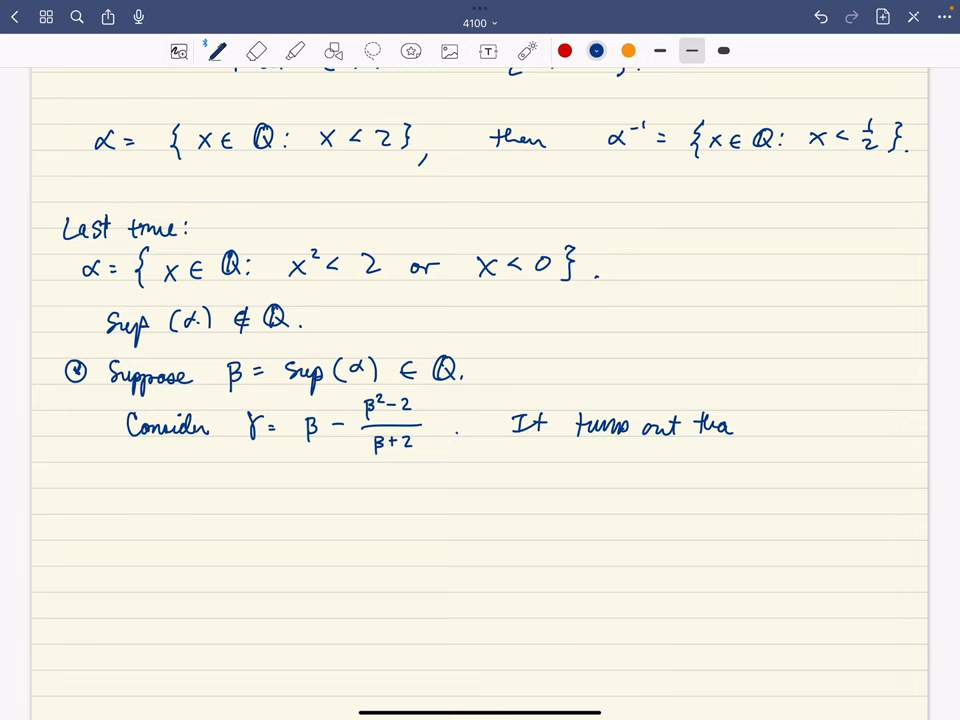 4100
α = { x ∈ ℚ : x < 2 }, then α⁻¹ = { x ∈ ℚ : x < 1/2 }.
Last time:
α = { x ∈ ℚ : x² < 2 or x < 0 }.
Sup (α) ∉ ℚ.
Suppose β = Sup (α) ∈ ℚ.
Consider γ = β - (β² - 2)/(β + 2) . It turns out tha